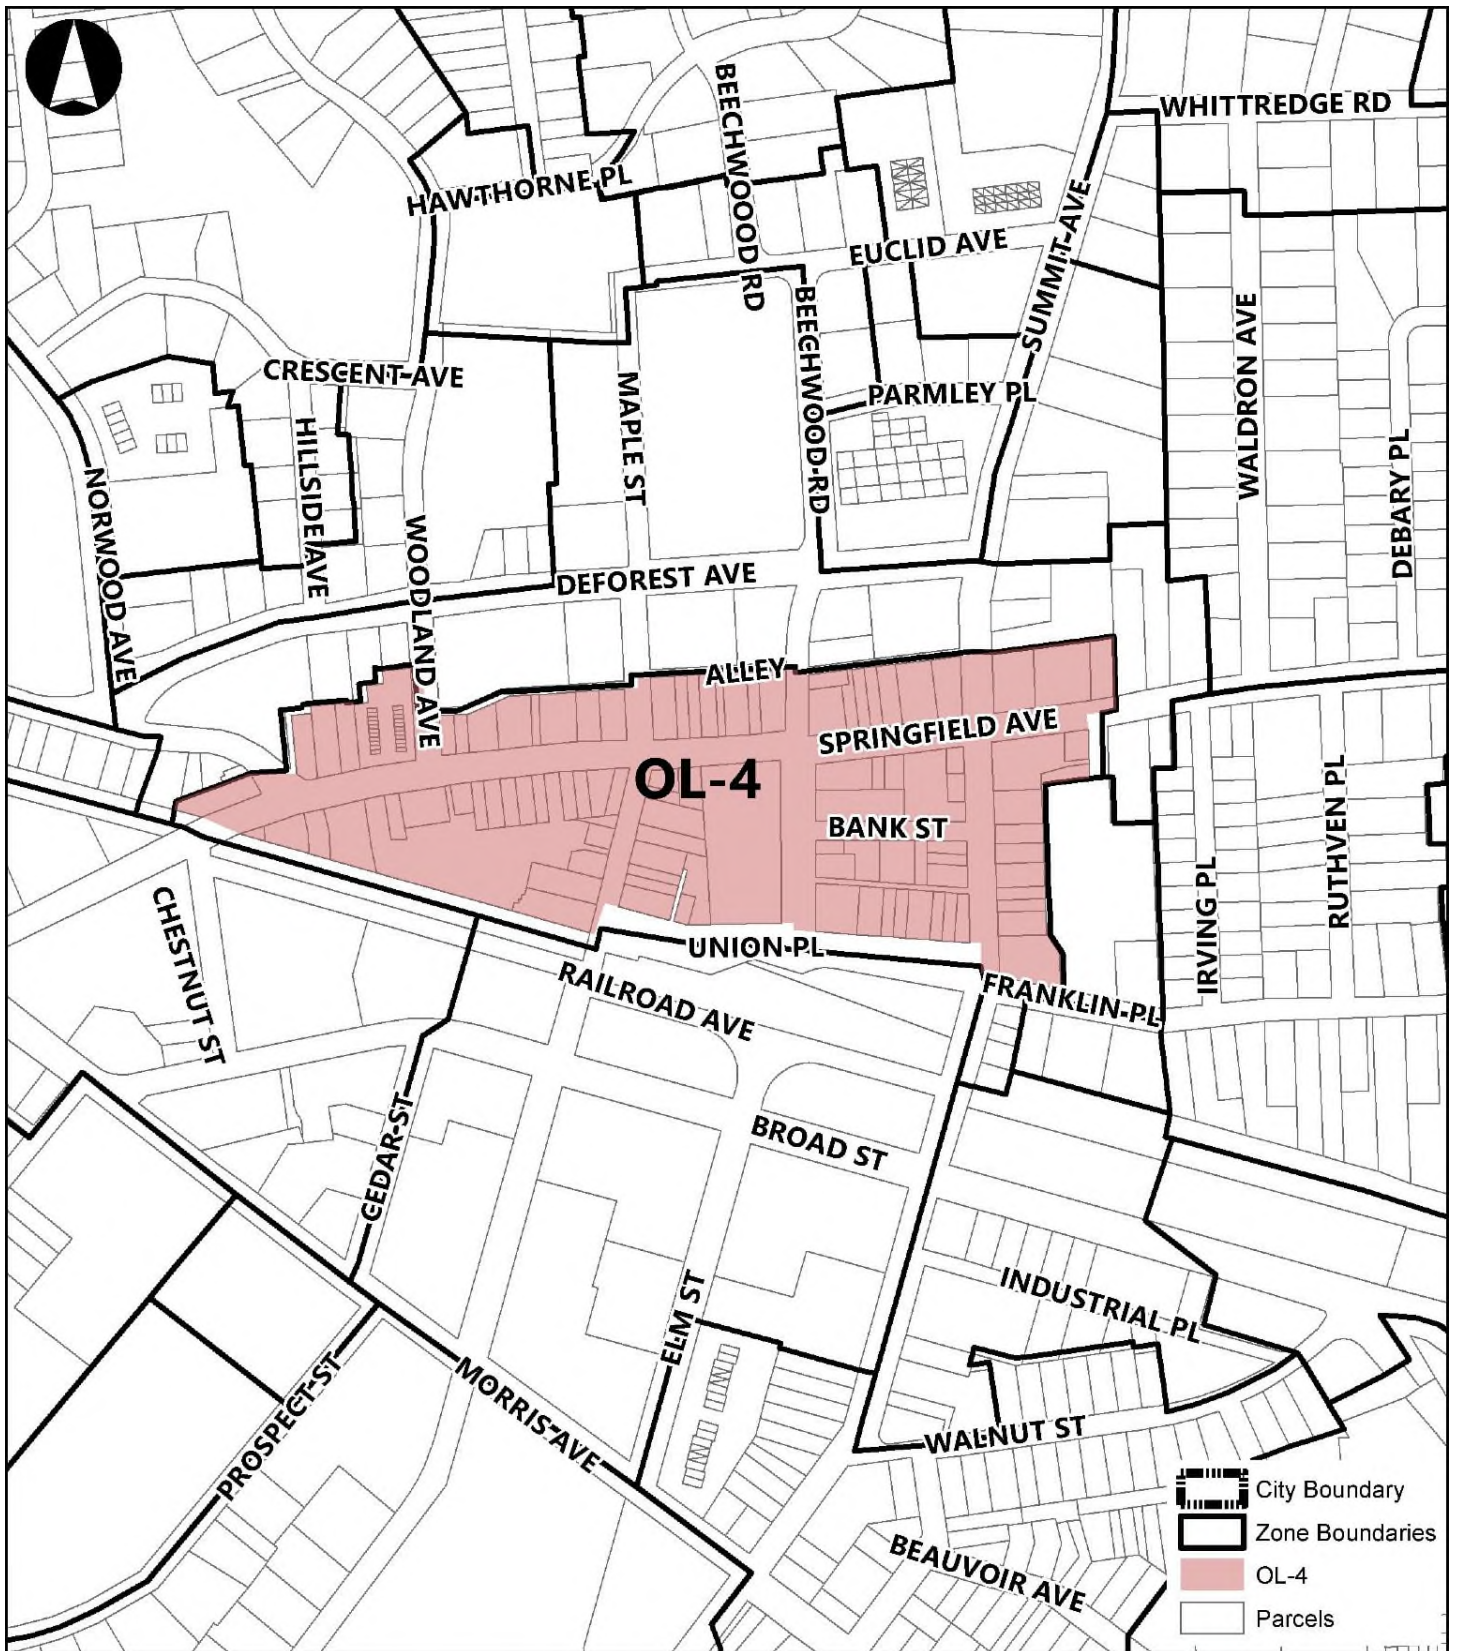 WHITTREDGE RD
BEECHWOOD RD
HAWTHORNE PL
EUCLID AVE
SUMMIT AVE
BEECHWOOD RD
WALDRON AVE
CRESCENT AVE
MAPLE ST
PARMLEY PL
HILLSIDE AVE
DEBARY PL
NORWOOD AVE
WOODLAND AVE
DEFOREST AVE
ALLEY
SPRINGFIELD AVE
OL-4
BANK ST
RUTHVEN PL
IRVING PL
CHESTNUT ST
UNION PL
RAILROAD AVE
FRANKLIN PL
CEDAR ST
BROAD ST
ELM ST
INDUSTRIAL PL
PROSPECT ST
MORRIS AVE
WALNUT ST
BEAUVOIR AVE
City Boundary
Zone Boundaries
OL-4
Parcels